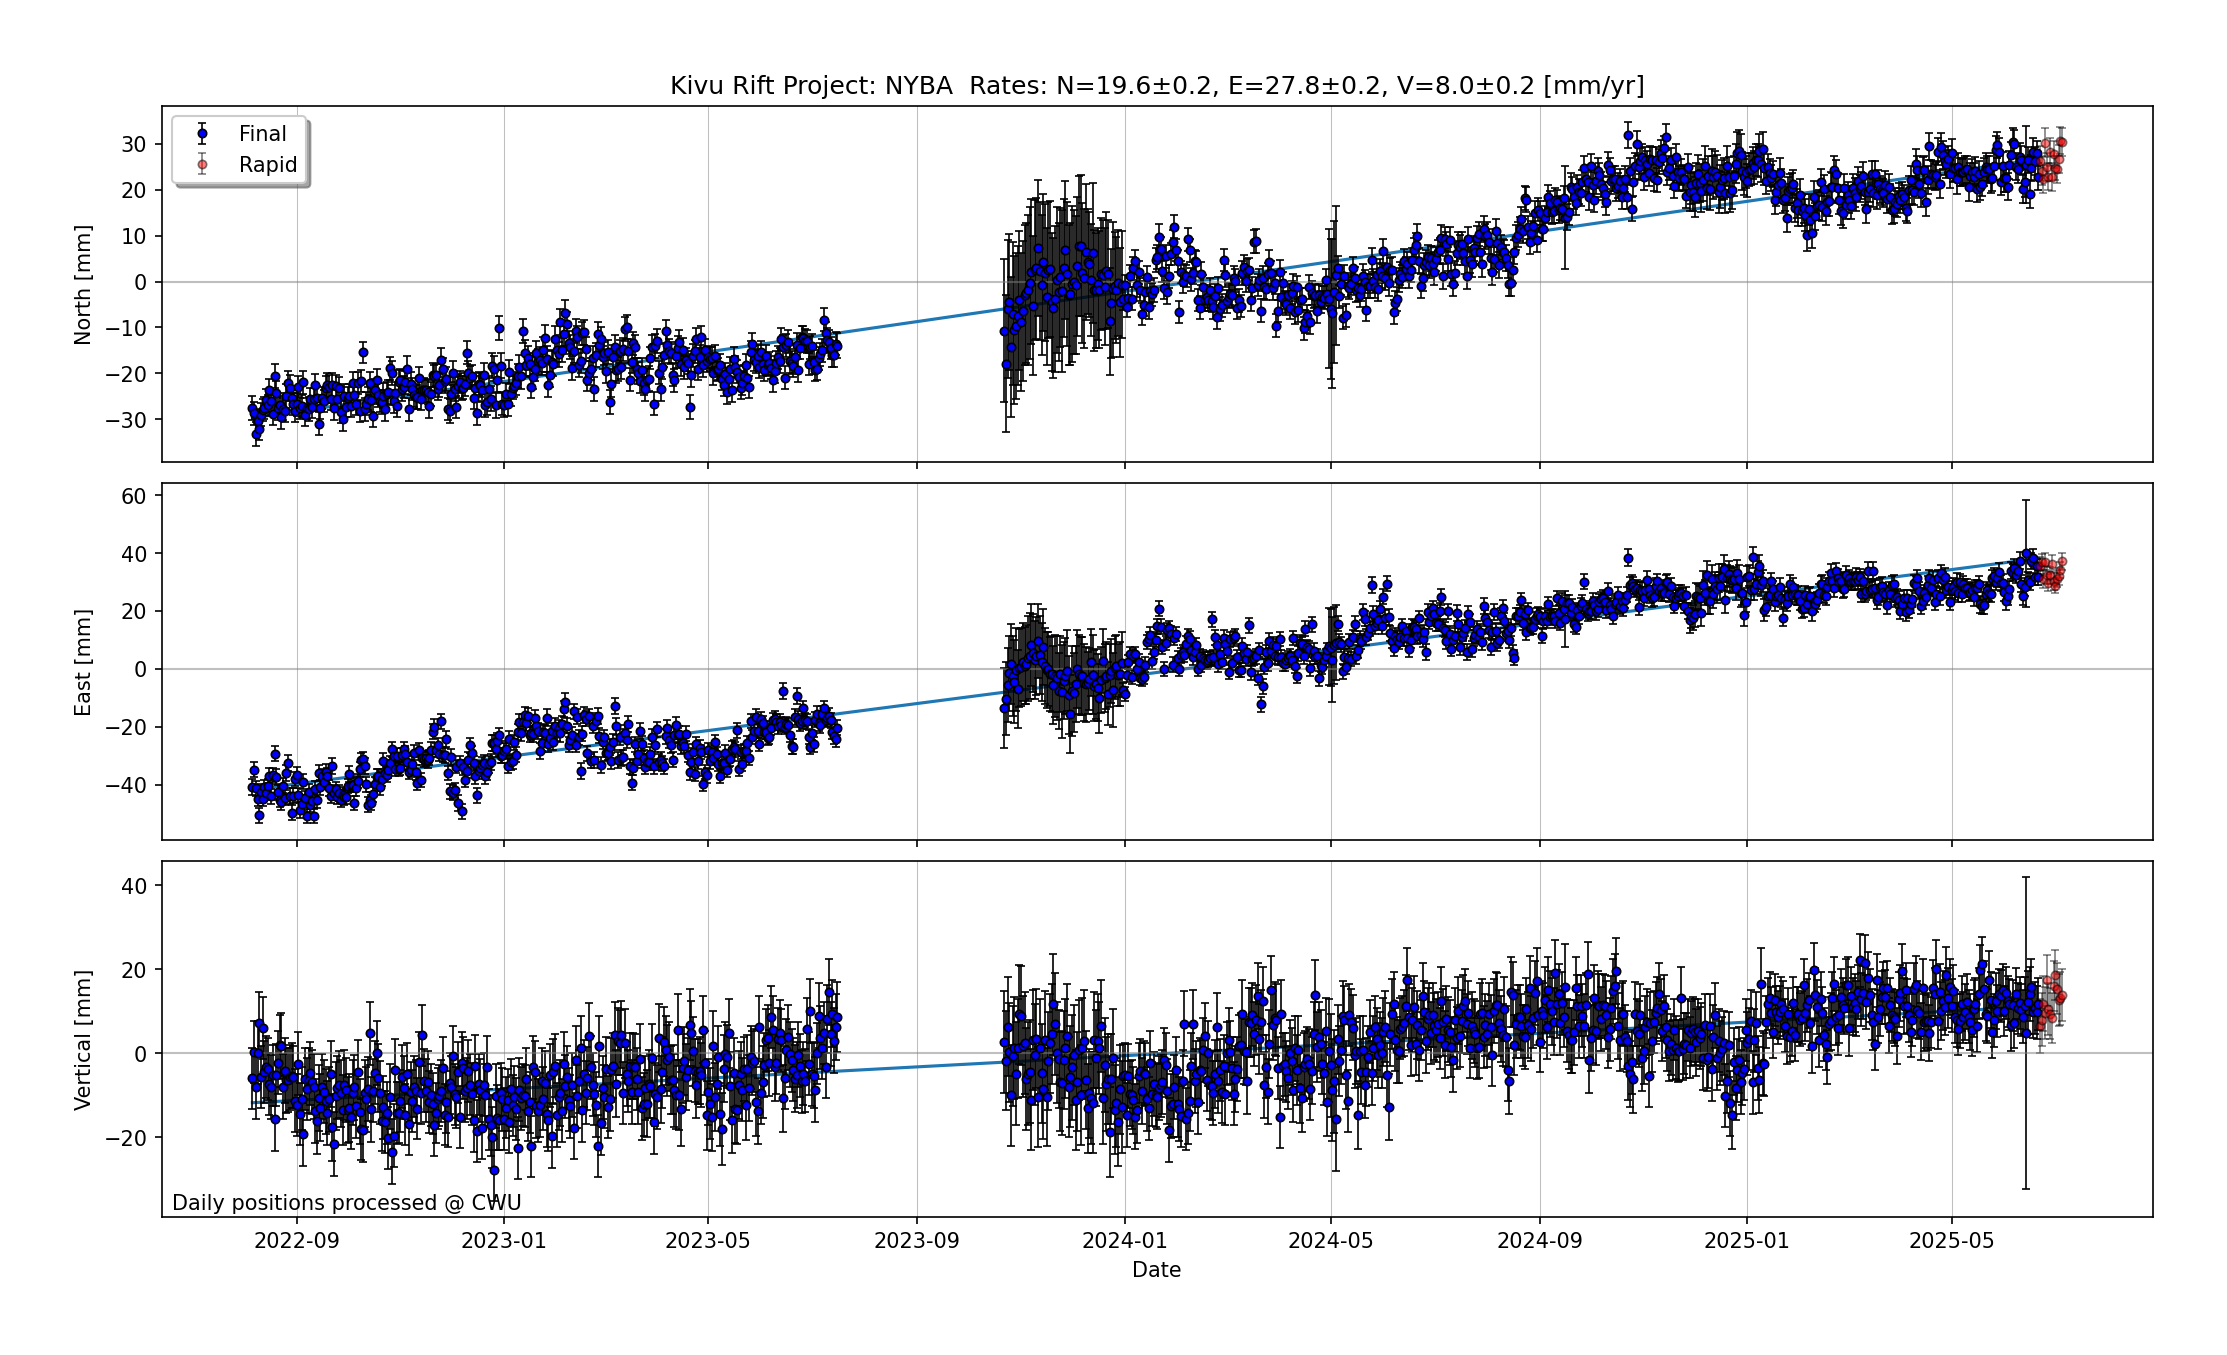 Kivu Rift Project: NYBA  Rates: N=19.6±0.2, E=27.8±0.2, V=8.0±0.2 [mm/yr]
Final
Rapid
30
20
10
0
−10
−20
−30
North [mm]
60
40
20
0
−20
−40
East [mm]
40
20
0
−20
Vertical [mm]
Daily positions processed @ CWU
2022-09 2023-01 2023-05 2023-09 2024-01 2024-05 2024-09 2025-01 2025-05
Date